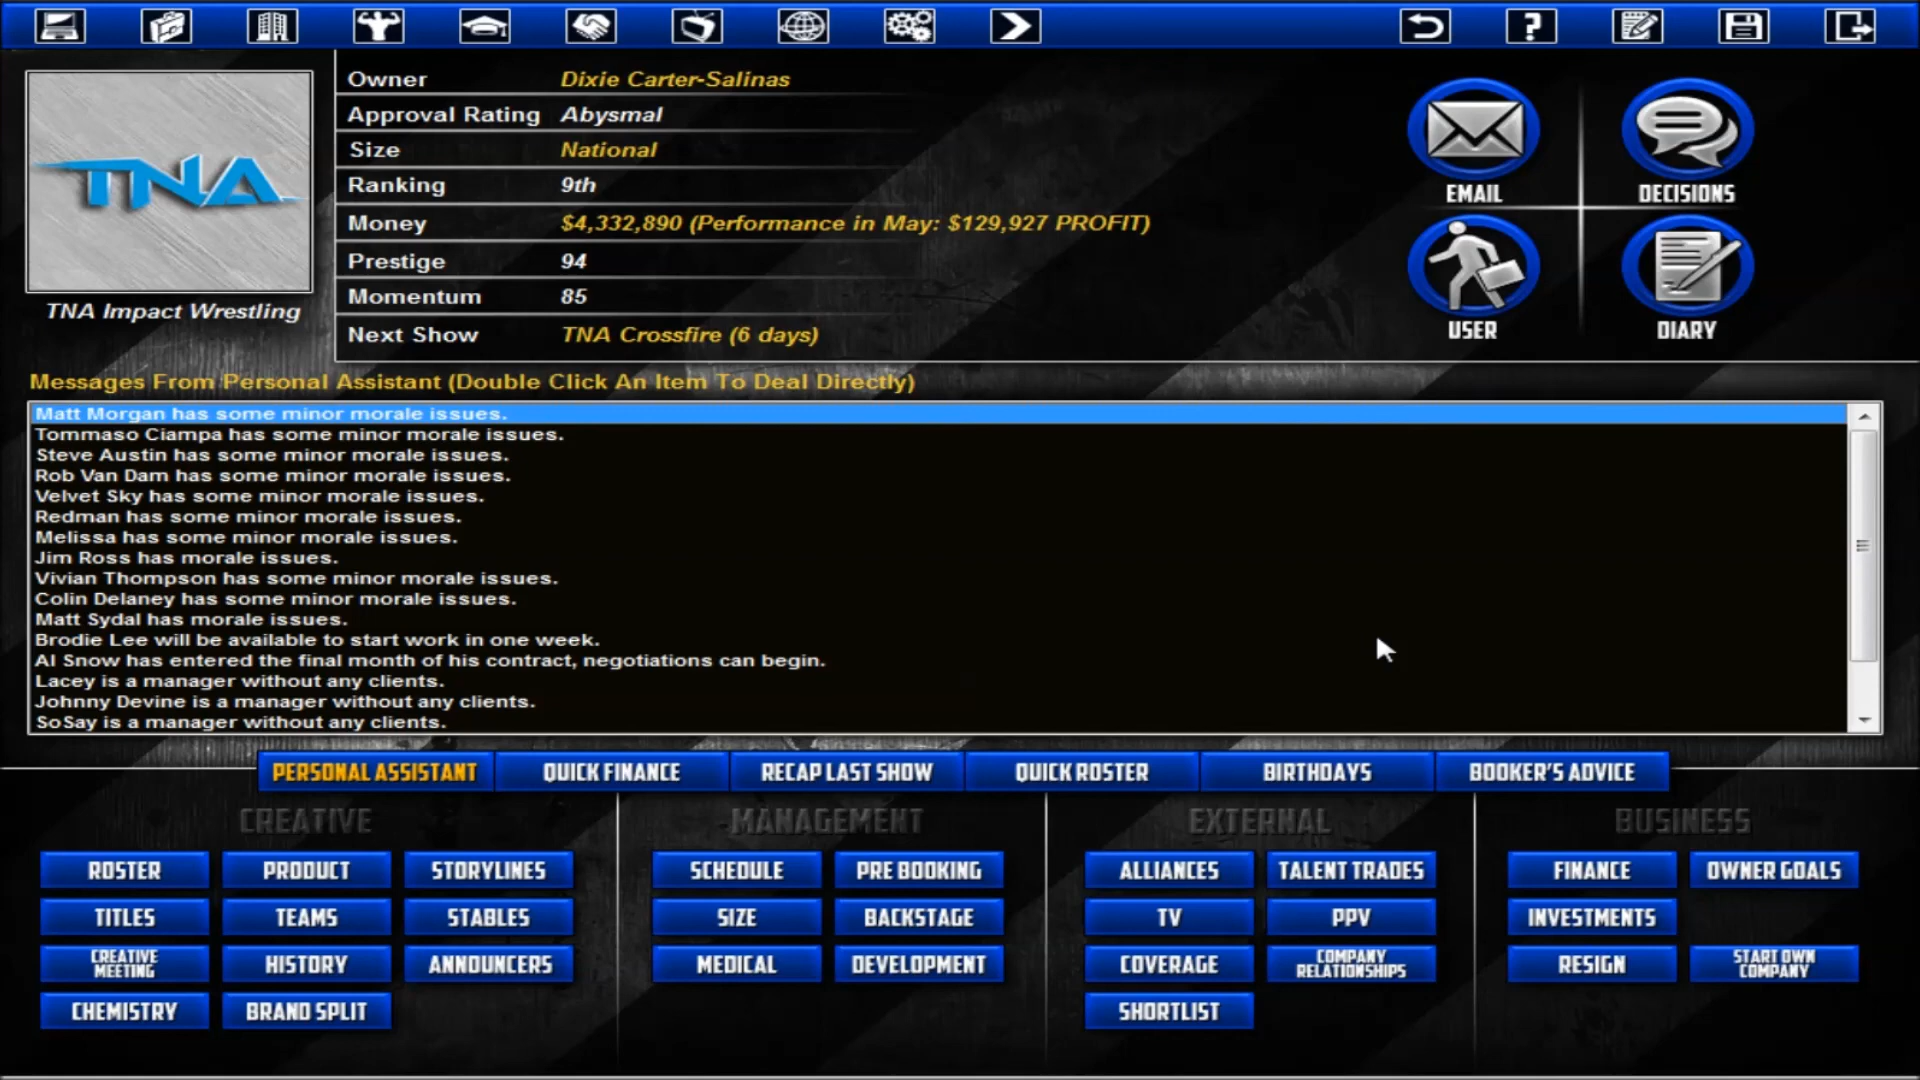 TNA
TNA Impact Wrestling
Owner Dixie Carter-Salinas
Approval Rating Abysmal
Size National
Ranking 9th
Money $4,332,890 (Performance in May: $129,927 PROFIT)
Prestige 94
Momentum 85
Next Show TNA Crossfire (6 days)
EMAIL
DECISIONS
USER
DIARY
Messages From Personal Assistant (Double Click An Item To Deal Directly)
Matt Morgan has some minor morale issues.
Tommaso Ciampa has some minor morale issues.
Steve Austin has some minor morale issues.
Rob Van Dam has some minor morale issues.
Velvet Sky has some minor morale issues.
Redman has some minor morale issues.
Melissa has some minor morale issues.
Jim Ross has morale issues.
Vivian Thompson has some minor morale issues.
Colin Delaney has some minor morale issues.
Matt Sydal has morale issues.
Brodie Lee will be available to start work in one week.
Al Snow has entered the final month of his contract, negotiations can begin.
Lacey is a manager without any clients.
Johnny Devine is a manager without any clients.
SoSay is a manager without any clients.
PERSONAL ASSISTANT QUICK FINANCE RECAP LAST SHOW QUICK ROSTER BIRTHDAYS BOOKER'S ADVICE
CREATIVE
ROSTER PRODUCT STORYLINES
TITLES TEAMS STABLES
CREATIVE
MEETING
HISTORY ANNOUNCERS
CHEMISTRY BRAND SPLIT
MANAGEMENT
SCHEDULE PRE BOOKING
SIZE BACKSTAGE
MEDICAL DEVELOPMENT
EXTERNAL
ALLIANCES TALENT TRADES
TV PPV
COVERAGE
COMPANY
RELATIONSHIPS
SHORTLIST
BUSINESS
FINANCE OWNER GOALS
INVESTMENTS
RESIGN
START OWN
COMPANY